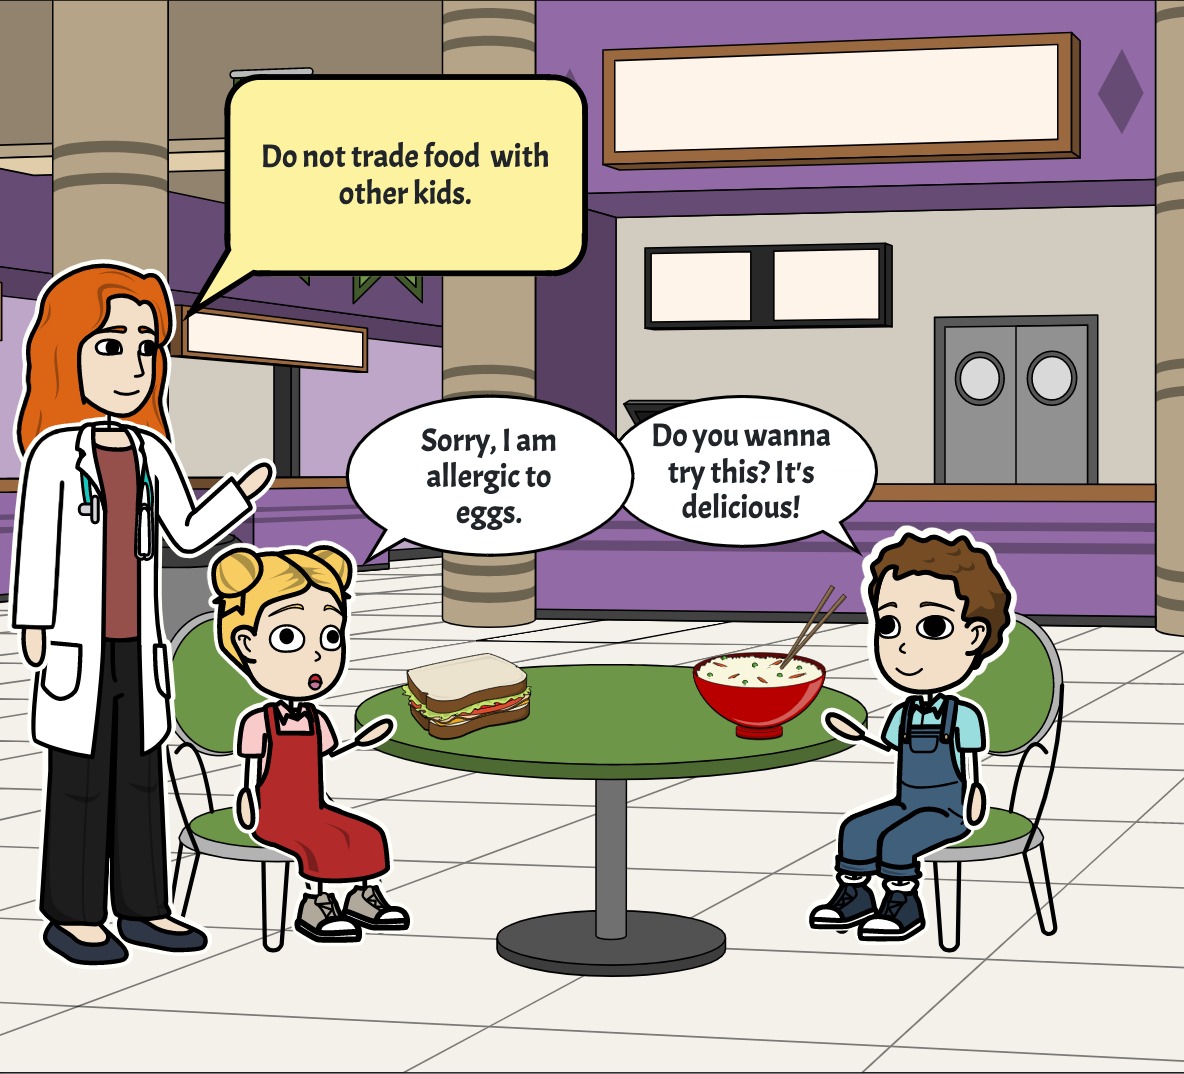 Do not trade food  with
other kids.
Sorry, I am
allergic to
eggs.
Do you wanna
try this? It's
delicious!